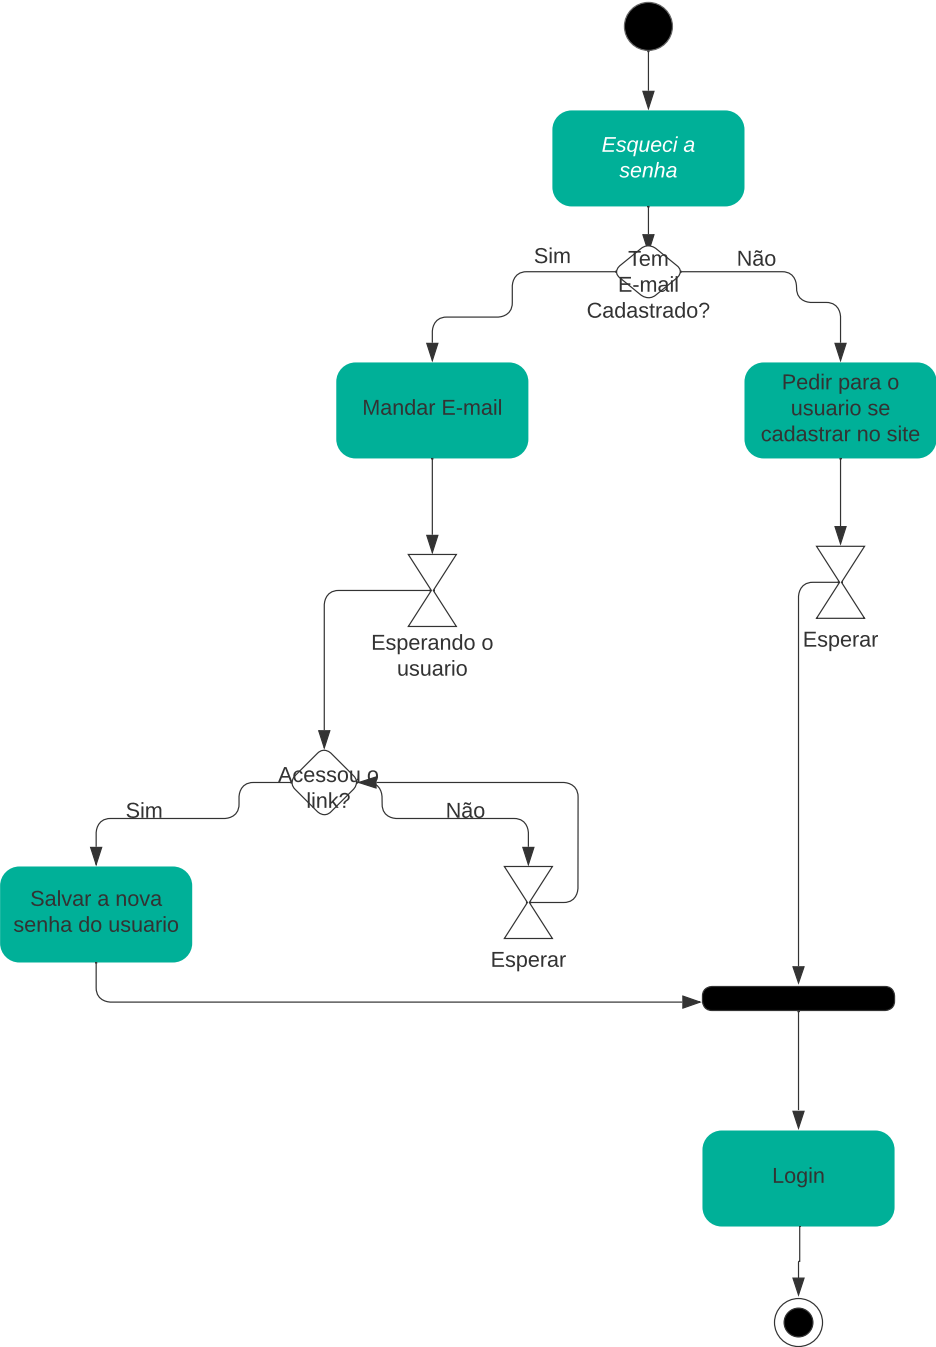 Esqueci a
senha
Sim
Tem
E-mail
Cadastrado?
Não
Mandar E-mail
Pedir para o
usuario se
cadastrar no site
Esperando o
usuario
Esperar
Acessou o
link?
Sim
Não
Salvar a nova
senha do usuario
Esperar
Login